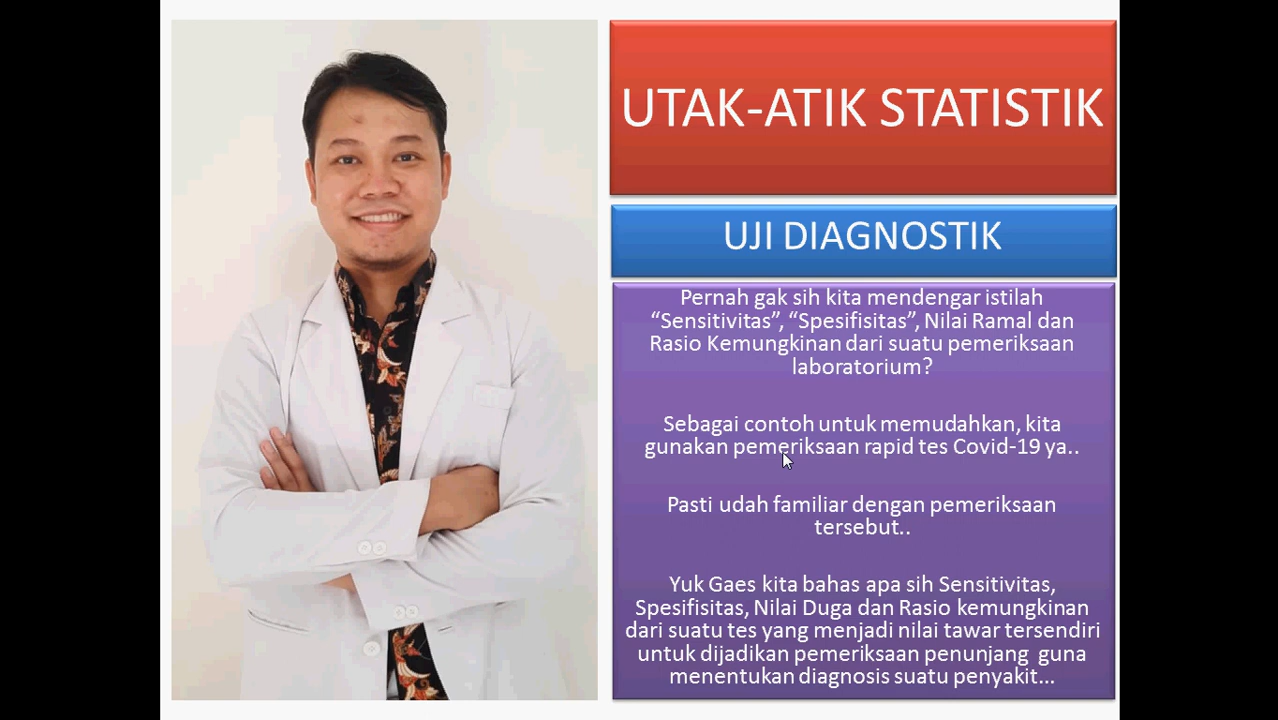 UTAK-ATIK STATISTIK
UJI DIAGNOSTIK
Pernah gak sih kita mendengar istilah
“Sensitivitas”, “Spesifisitas”, Nilai Ramal dan
Rasio Kemungkinan dari suatu pemeriksaan
laboratorium?
Sebagai contoh untuk memudahkan, kita
gunakan pemeriksaan rapid tes Covid-19 ya..
Pasti udah familiar dengan pemeriksaan
tersebut..
Yuk Gaes kita bahas apa sih Sensitivitas,
Spesifisitas, Nilai Duga dan Rasio kemungkinan
dari suatu tes yang menjadi nilai tawar tersendiri
untuk dijadikan pemeriksaan penunjang guna
menentukan diagnosis suatu penyakit...